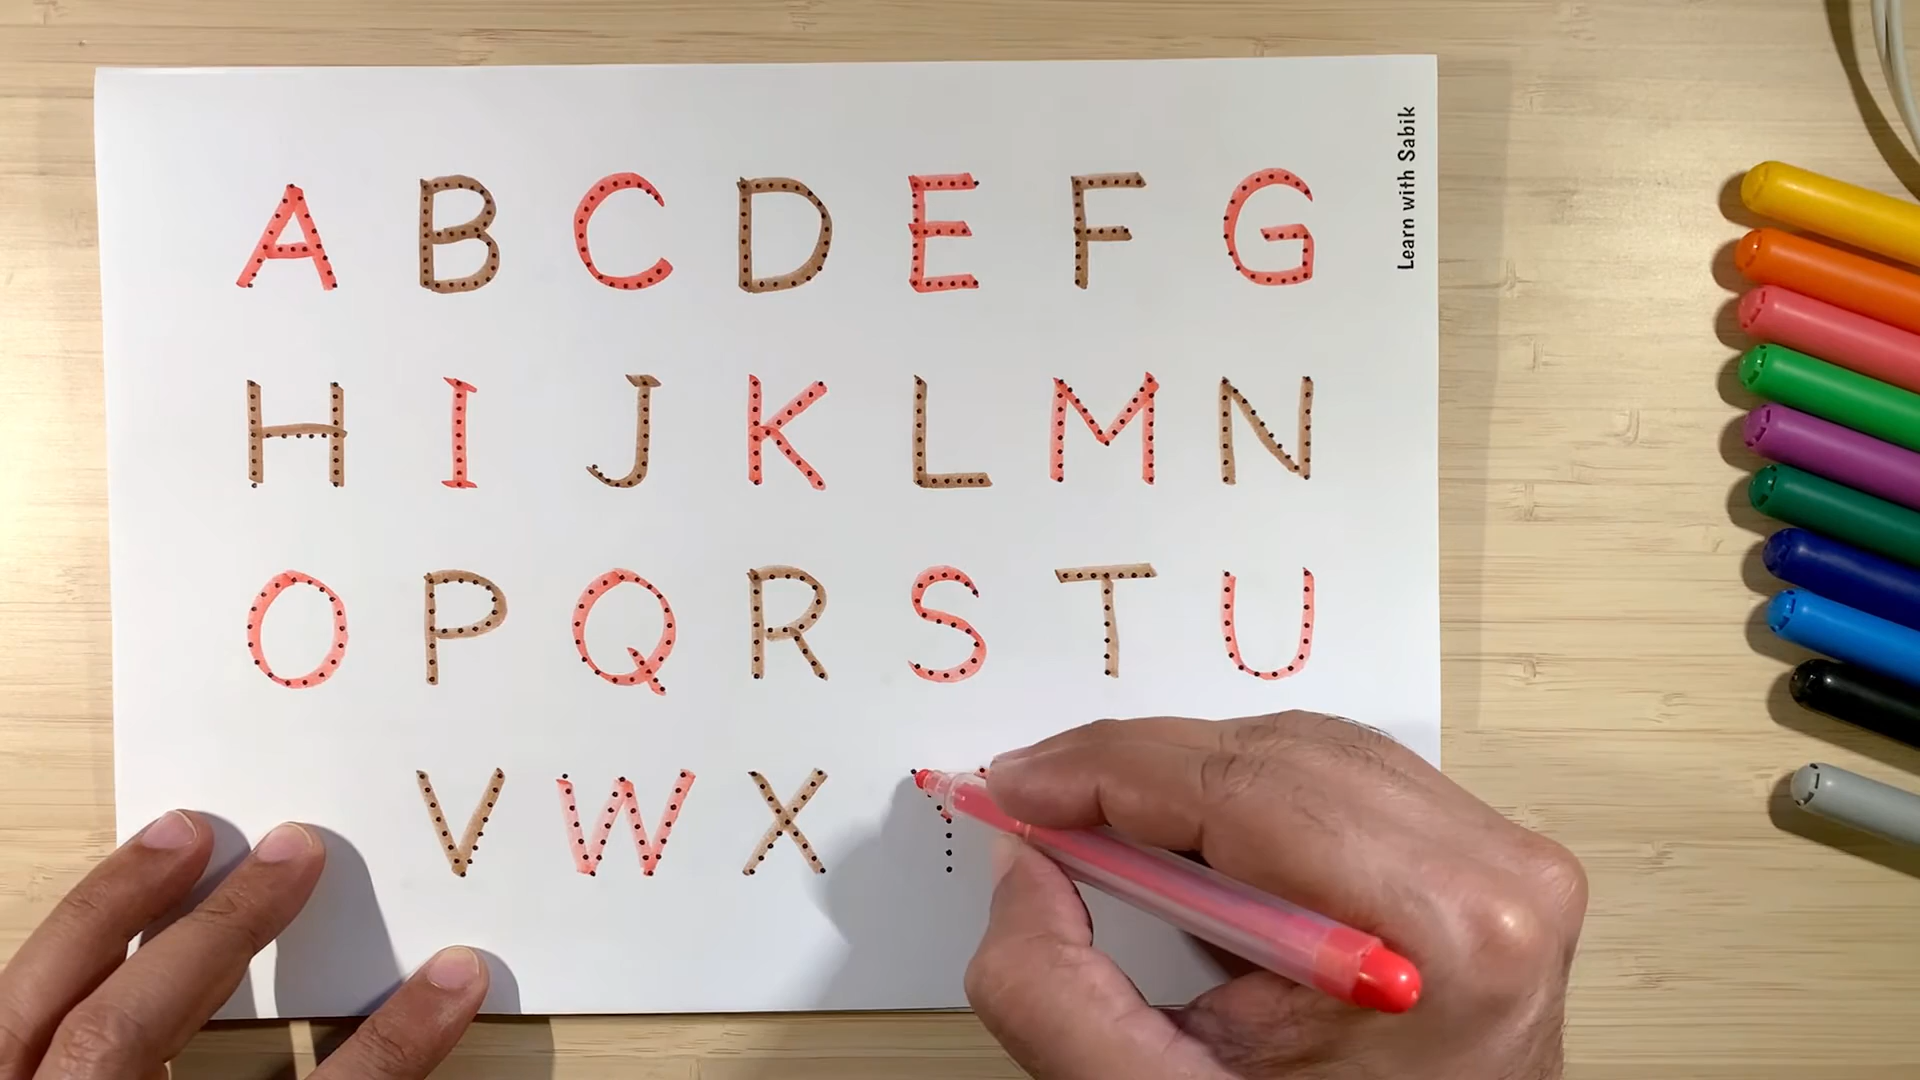 A B C D E F G
H I J K L M N
O P Q R S T U
V W X Y
Learn with Sabik